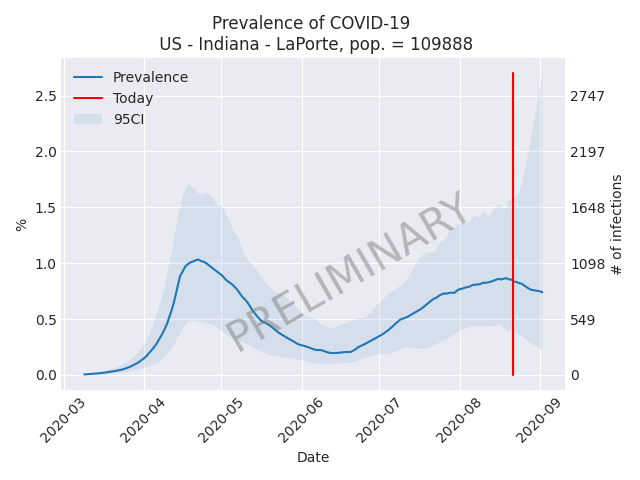 Prevalence of COVID-19
US - Indiana - LaPorte, pop. = 109888
Prevalence
Today
95CI
2.5
2.0
1.5
1.0
0.5
0.0
%
2747
2197
1648
1098
549
0
# of infections
PRELIMINARY
2020-03
2020-04
2020-05
2020-06
2020-07
2020-08
2020-09
Date